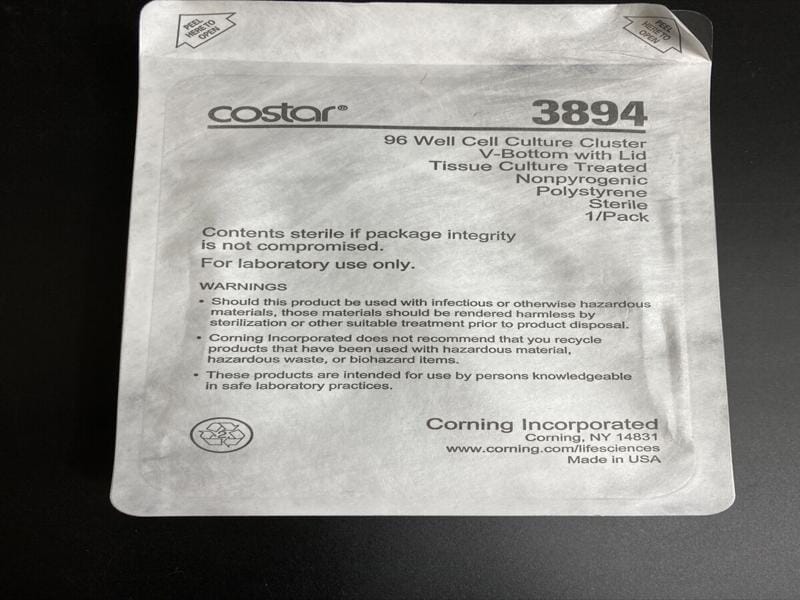 PEEL
HERE TO
OPEN
PEEL
HERE TO
OPEN
costar®
3894
96 Well Cell Culture Cluster
V-Bottom with Lid
Tissue Culture Treated
Nonpyrogenic
Polystyrene
Sterile
1/Pack
Contents sterile if package integrity
is not compromised.
For laboratory use only.
WARNINGS
• Should this product be used with infectious or otherwise hazardous
materials, those materials should be rendered harmless by
sterilization or other suitable treatment prior to product disposal.
• Corning Incorporated does not recommend that you recycle
products that have been used with hazardous material,
hazardous waste, or biohazard items.
• These products are intended for use by persons knowledgeable
in safe laboratory practices.
Corning Incorporated
Corning, NY 14831
www.corning.com/lifesciences
Made in USA